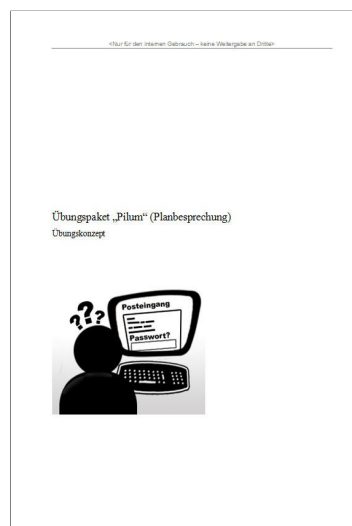 <Nur für den internen Gebrauch – keine Weitergabe an Dritte>
Übungspaket „Pilum“ (Planbesprechung)
Übungskonzept
???
Posteingang
Passwort?